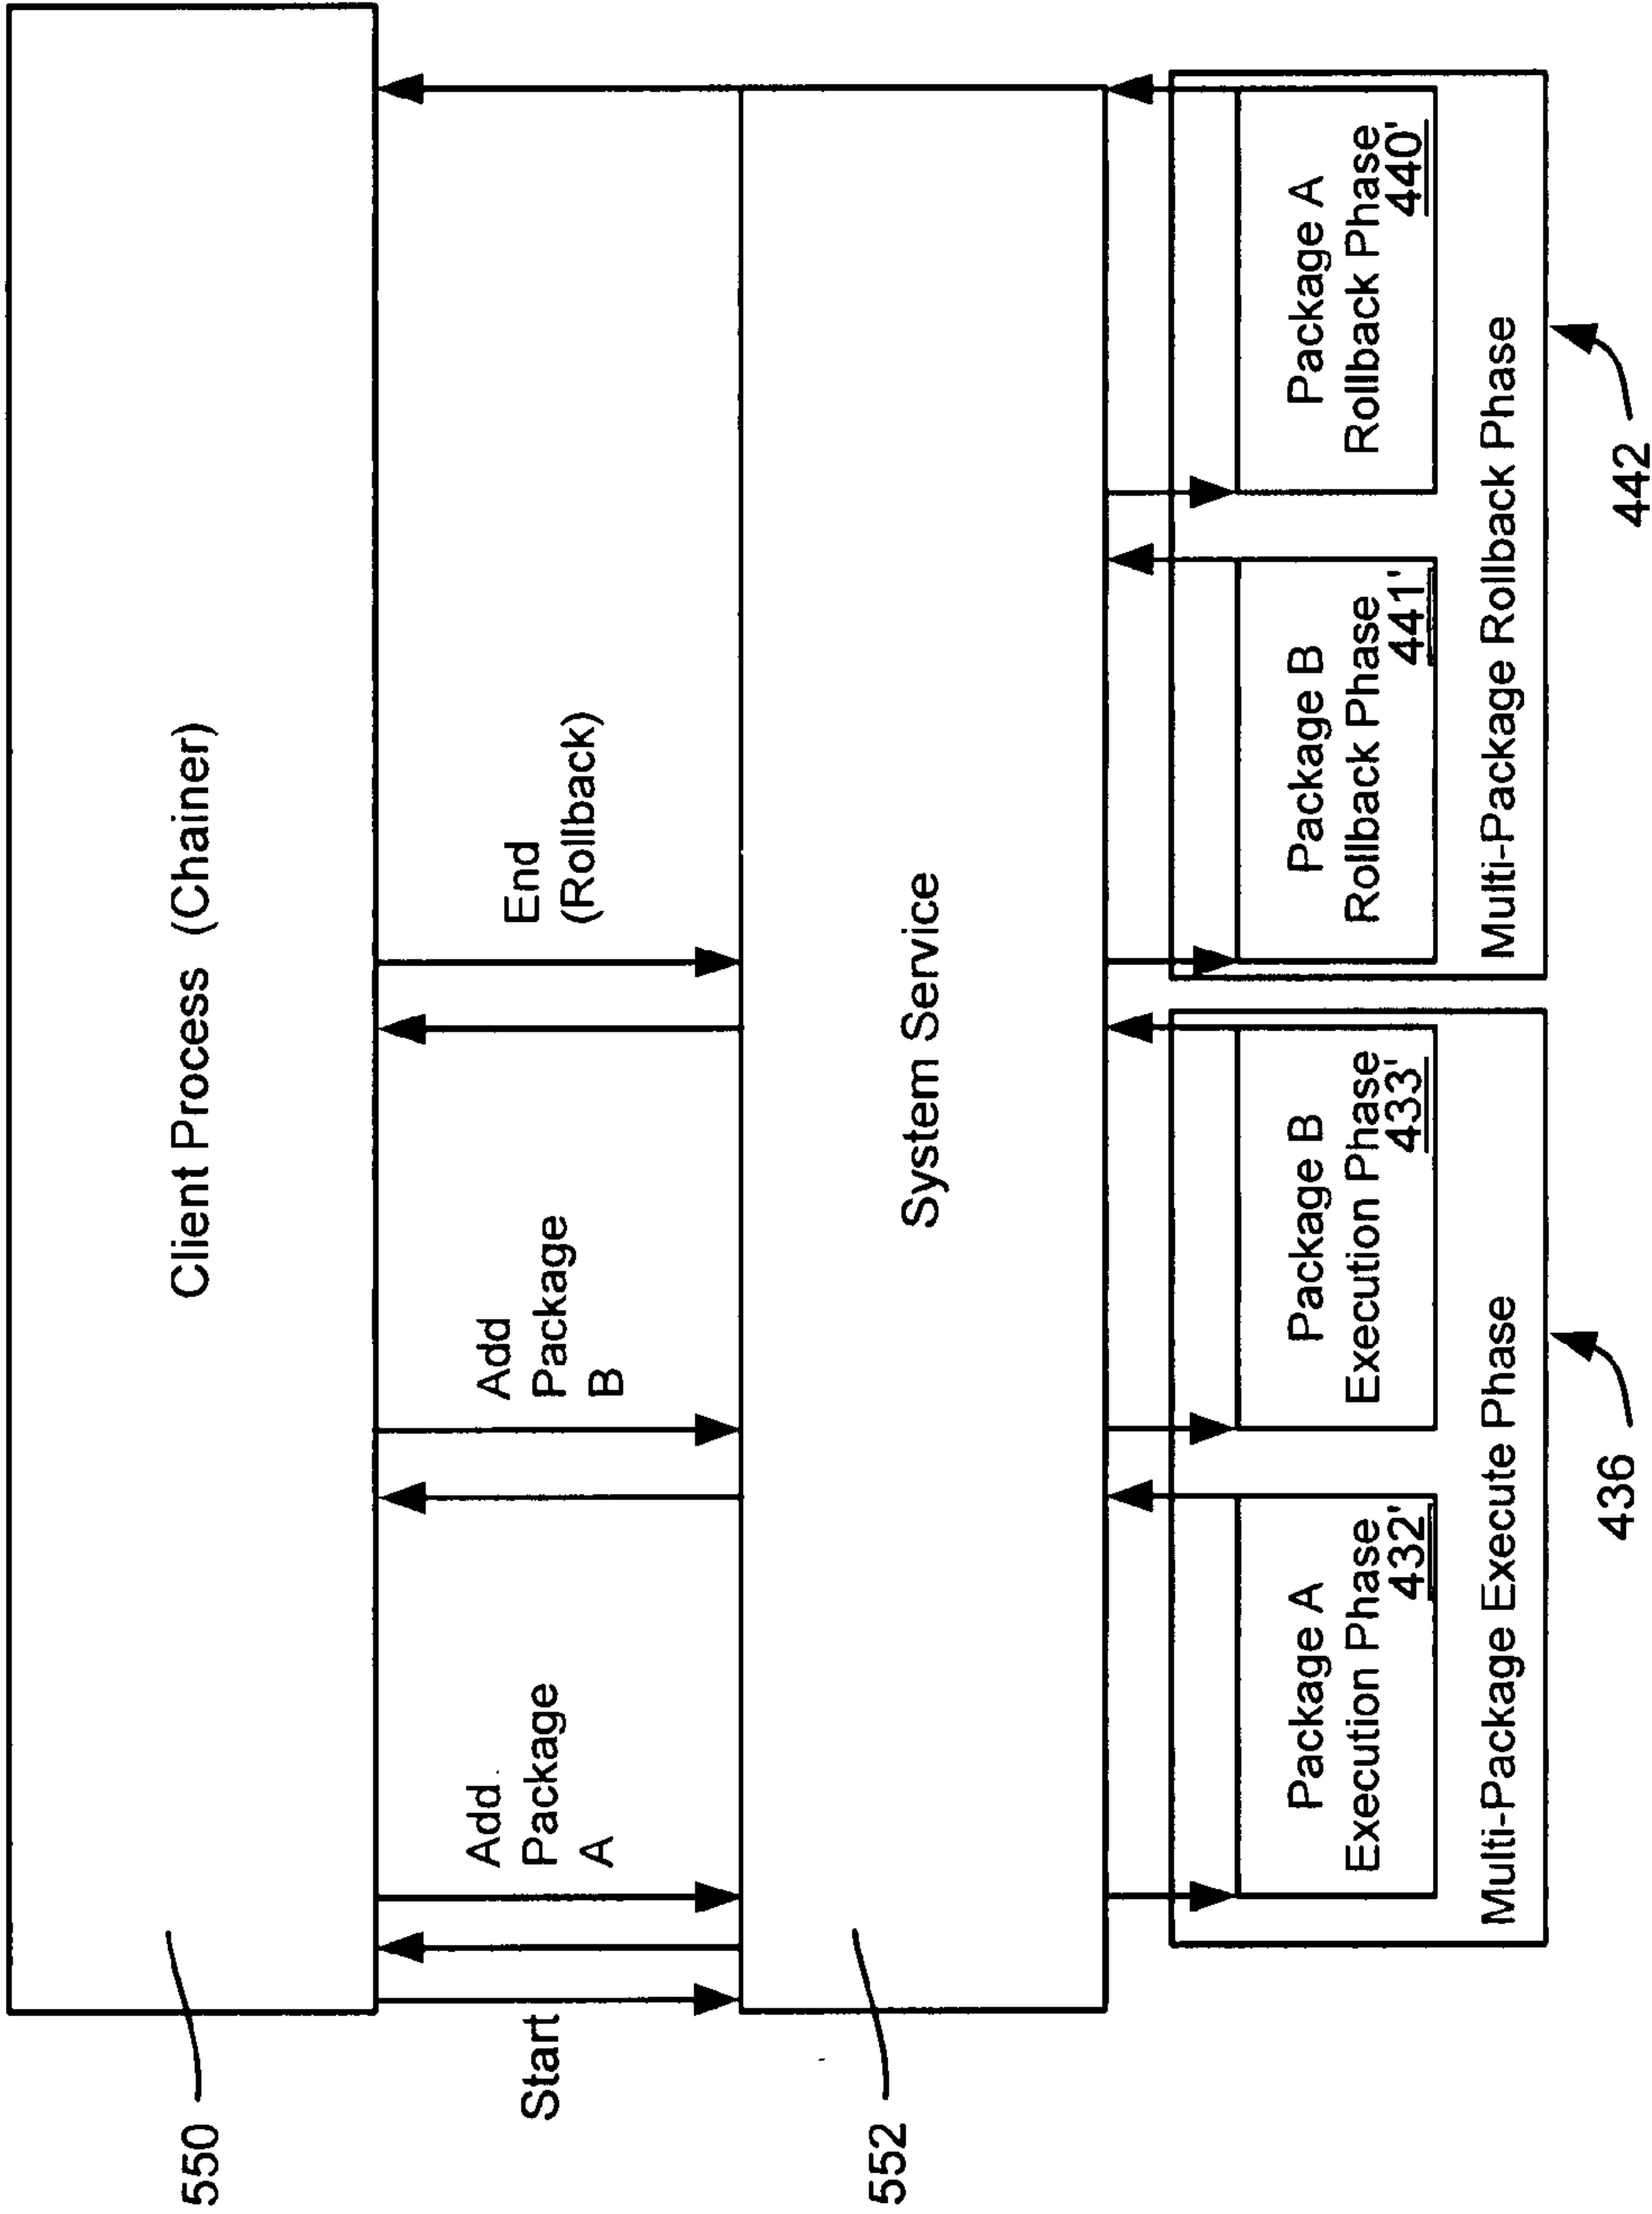 550
Client Process (Chainer)
Start
Add
Package
A
Add
Package
B
End
(Rollback)
552
System Service
Package A
Execution Phase
432'
Package B
Execution Phase
433'
Package B
Rollback Phase
441'
Package A
Rollback Phase
440'
Multi-Package Execute Phase
Multi-Package Rollback Phase
436
442